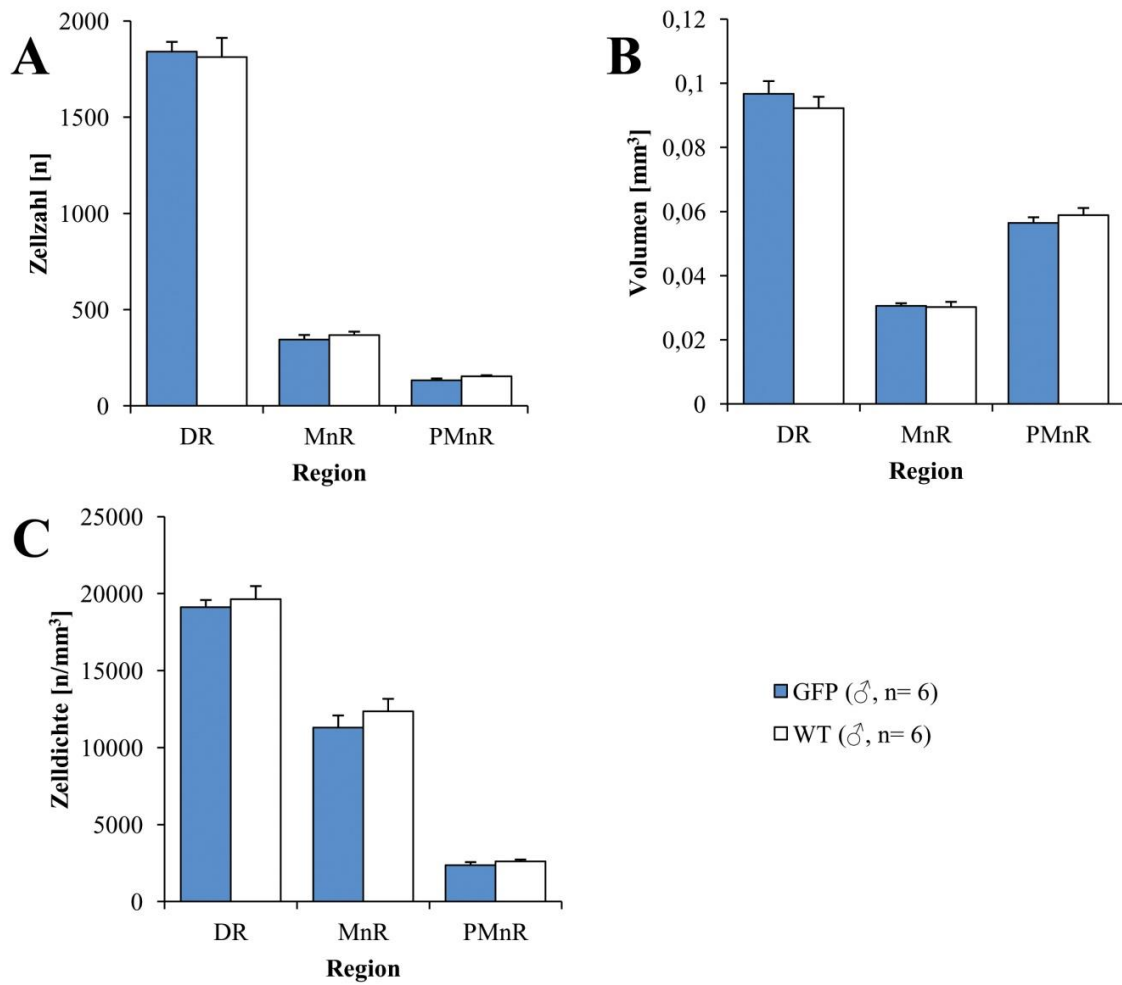 A
Zellzahl [n]
2000
1500
1000
500
0
DR MnR PMnR
Region
B
Volumen [mm³]
0,12
0,1
0,08
0,06
0,04
0,02
0
DR MnR PMnR
Region
C
Zelldichte [n/mm³]
25000
20000
15000
10000
5000
0
DR MnR PMnR
Region
GFP (♂, n= 6)
WT (♂, n= 6)